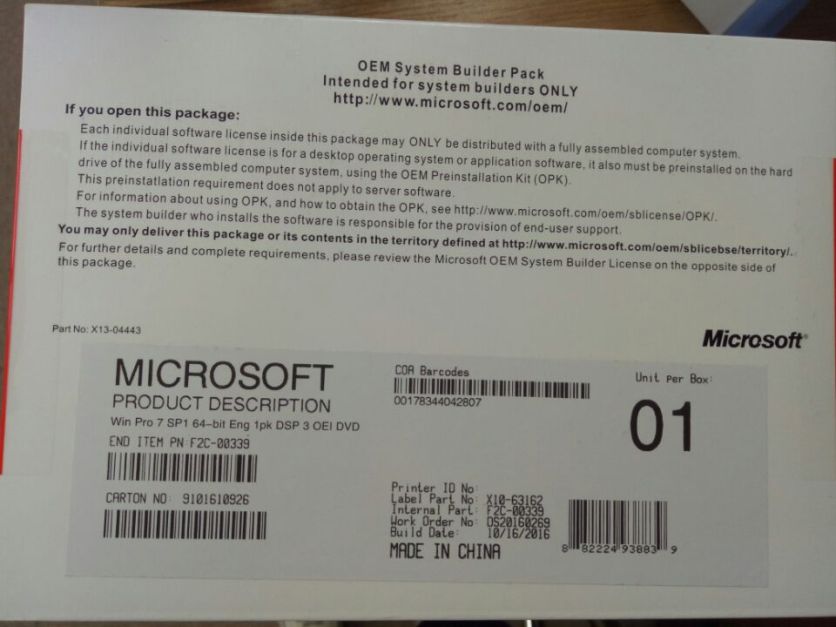 OEM System Builder Pack
Intended for system builders ONLY
http://www.microsoft.com/oem/
If you open this package:
Each individual software license inside this package may ONLY be distributed with a fully assembled computer system.
If the individual software license is for a desktop operating system or application software, it also must be preinstalled on the hard
drive of the fully assembled computer system, using the OEM Preinstallation Kit (OPK).
This preinstatlation requirement does not apply to server software.
For information about using OPK, and how to obtain the OPK, see http://www.microsoft.com/oem/sblicense/OPK/.
The system builder who installs the software is responsible for the provision of end-user support.
You may only deliver this package or its contents in the territory defined at http://www.microsoft.com/oem/sblicebse/territory/.
For further details and complete requirements, please review the Microsoft OEM System Builder License on the opposite side of
this package.
Part No: X13-04443
Microsoft®
MICROSOFT
PRODUCT DESCRIPTION
Win Pro 7 SP1 64-bit Eng 1pk DSP 3 OEI DVD
END ITEM PN:F2C-00339
CARTON NO: 9101610926
COA Barcodes
00178344042807
Unit Per Box:
01
Printer ID No:
Label Part No: X10-63162
Internal Part: F2C-00339
Work Order No: DS20160269
Build Date: 10/16/2016
MADE IN CHINA
8 82224 93883 9